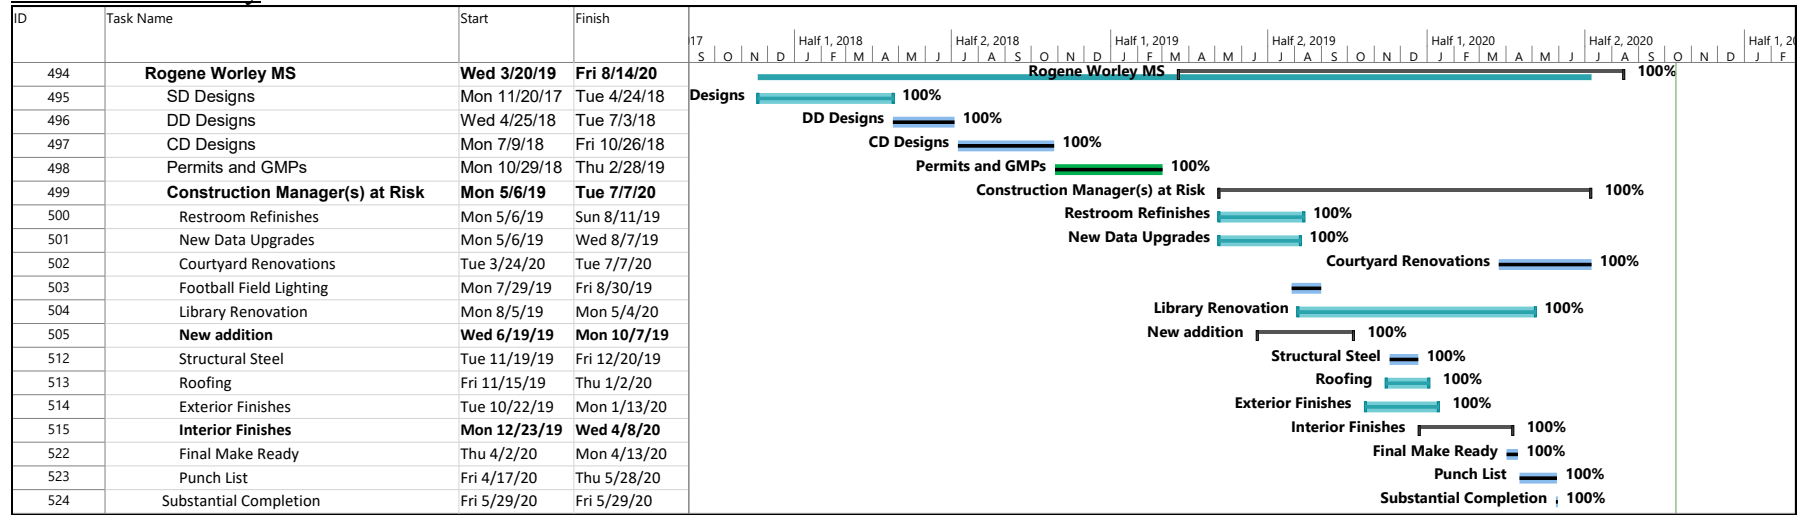 ID Task Name Start Finish
17 Half 1, 2018 Half 2, 2018 Half 1, 2019 Half 2, 2019 Half 1, 2020 Half 2, 2020 Half 1, 20
S O N D J F M A M J J A S O N D J F M A M J J A S O N D J F M A M J J A S O N D J F
494 Rogene Worley MS Wed 3/20/19 Fri 8/14/20 Rogene Worley MS 100%
495 SD Designs Mon 11/20/17 Tue 4/24/18 Designs 100%
496 DD Designs Wed 4/25/18 Tue 7/3/18 DD Designs 100%
497 CD Designs Mon 7/9/18 Fri 10/26/18 CD Designs 100%
498 Permits and GMPs Mon 10/29/18 Thu 2/28/19 Permits and GMPs 100%
499 Construction Manager(s) at Risk Mon 5/6/19 Tue 7/7/20 Construction Manager(s) at Risk 100%
500 Restroom Refinishes Mon 5/6/19 Sun 8/11/19 Restroom Refinishes 100%
501 New Data Upgrades Mon 5/6/19 Wed 8/7/19 New Data Upgrades 100%
502 Courtyard Renovations Tue 3/24/20 Tue 7/7/20 Courtyard Renovations 100%
503 Football Field Lighting Mon 7/29/19 Fri 8/30/19
504 Library Renovation Mon 8/5/19 Mon 5/4/20 Library Renovation 100%
505 New addition Wed 6/19/19 Mon 10/7/19 New addition 100%
512 Structural Steel Tue 11/19/19 Fri 12/20/19 Structural Steel 100%
513 Roofing Fri 11/15/19 Thu 1/2/20 Roofing 100%
514 Exterior Finishes Tue 10/22/19 Mon 1/13/20 Exterior Finishes 100%
515 Interior Finishes Mon 12/23/19 Wed 4/8/20 Interior Finishes 100%
522 Final Make Ready Thu 4/2/20 Mon 4/13/20 Final Make Ready 100%
523 Punch List Fri 4/17/20 Thu 5/28/20 Punch List 100%
524 Substantial Completion Fri 5/29/20 Fri 5/29/20 Substantial Completion 100%